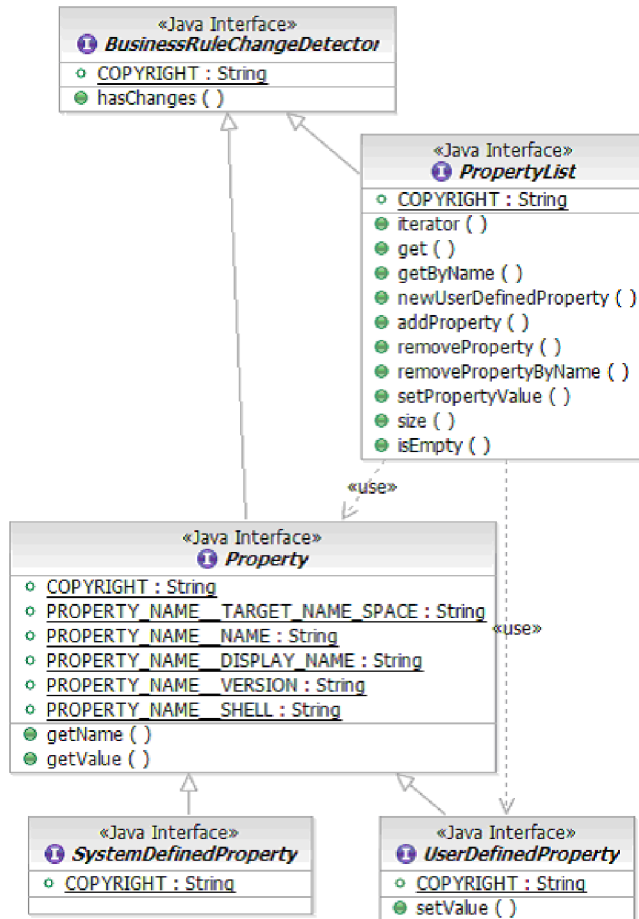 «Java Interface»
BusinessRuleChangeDetector
COPYRIGHT : String
hasChanges ( )
«Java Interface»
PropertyList
COPYRIGHT : String
iterator ( )
get ( )
getByName ( )
newUserDefinedProperty ( )
addProperty ( )
removeProperty ( )
removePropertyByName ( )
setPropertyValue ( )
size ( )
isEmpty ( )
«use»
«Java Interface»
Property
COPYRIGHT : String
PROPERTY_NAME__TARGET_NAME_SPACE : String
PROPERTY_NAME__NAME : String
PROPERTY_NAME__DISPLAY_NAME : String
PROPERTY_NAME__VERSION : String
PROPERTY_NAME__SHELL : String
getName ( )
getValue ( )
«use»
«Java Interface»
SystemDefinedProperty
COPYRIGHT : String
«Java Interface»
UserDefinedProperty
COPYRIGHT : String
setValue ( )